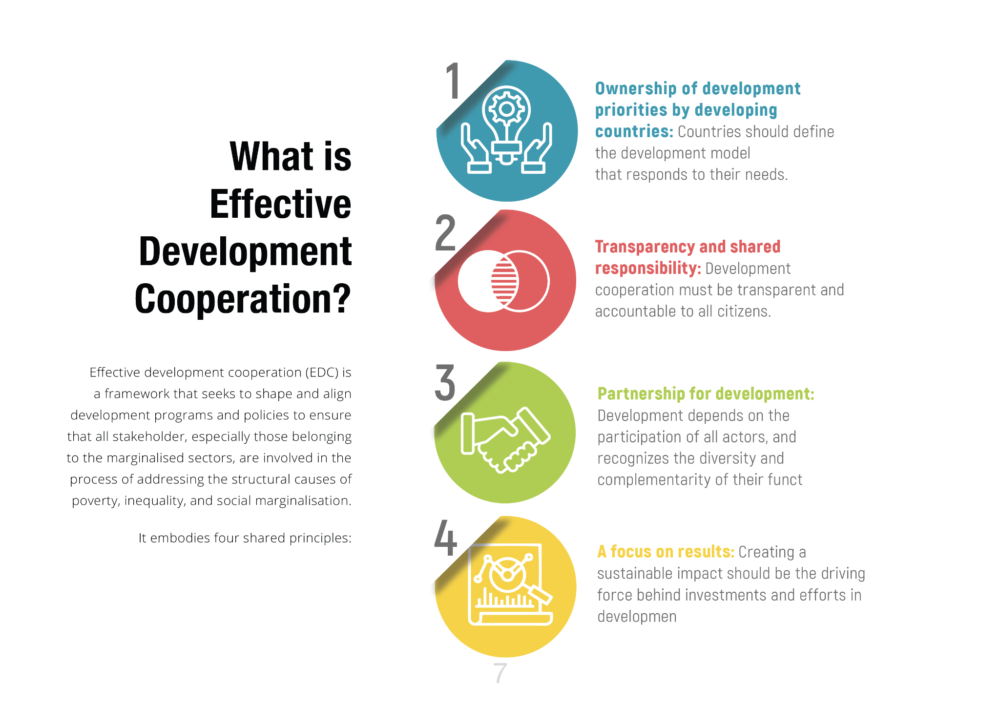 What is
Effective
Development
Cooperation?
Effective development cooperation (EDC) is
a framework that seeks to shape and align
development programs and policies to ensure
that all stakeholder, especially those belonging
to the marginalised sectors, are involved in the
process of addressing the structural causes of
poverty, inequality, and social marginalisation.
It embodies four shared principles:
1
Ownership of development
priorities by developing
countries: Countries should define
the development model
that responds to their needs.
2
Transparency and shared
responsibility: Development
cooperation must be transparent and
accountable to all citizens.
3
Partnership for development:
Development depends on the
participation of all actors, and
recognizes the diversity and
complementarity of their funct
4
A focus on results: Creating a
sustainable impact should be the driving
force behind investments and efforts in
developmen
7